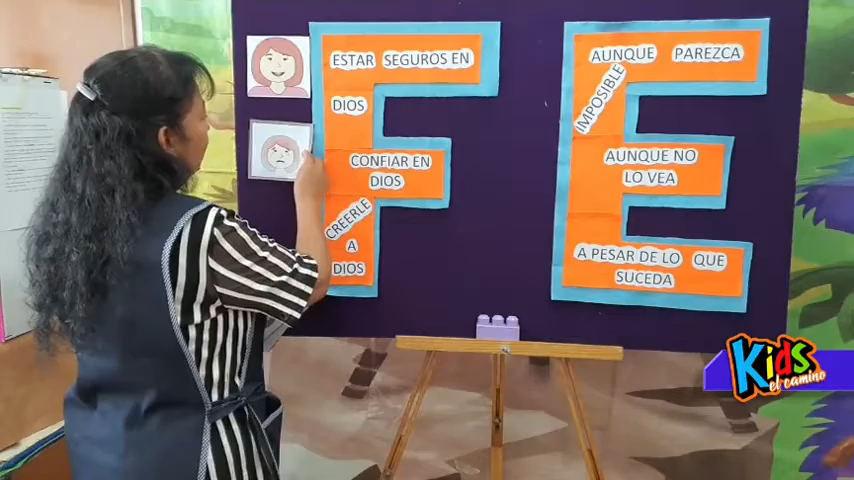 ESTAR SEGUROS EN
DIOS
CONFIAR EN
DIOS
CREERLE
A
DIOS
AUNQUE PAREZCA
IMPOSIBLE
AUNQUE NO
LO VEA
A PESAR DE LO QUE
SUCEDA
Kids
el camino